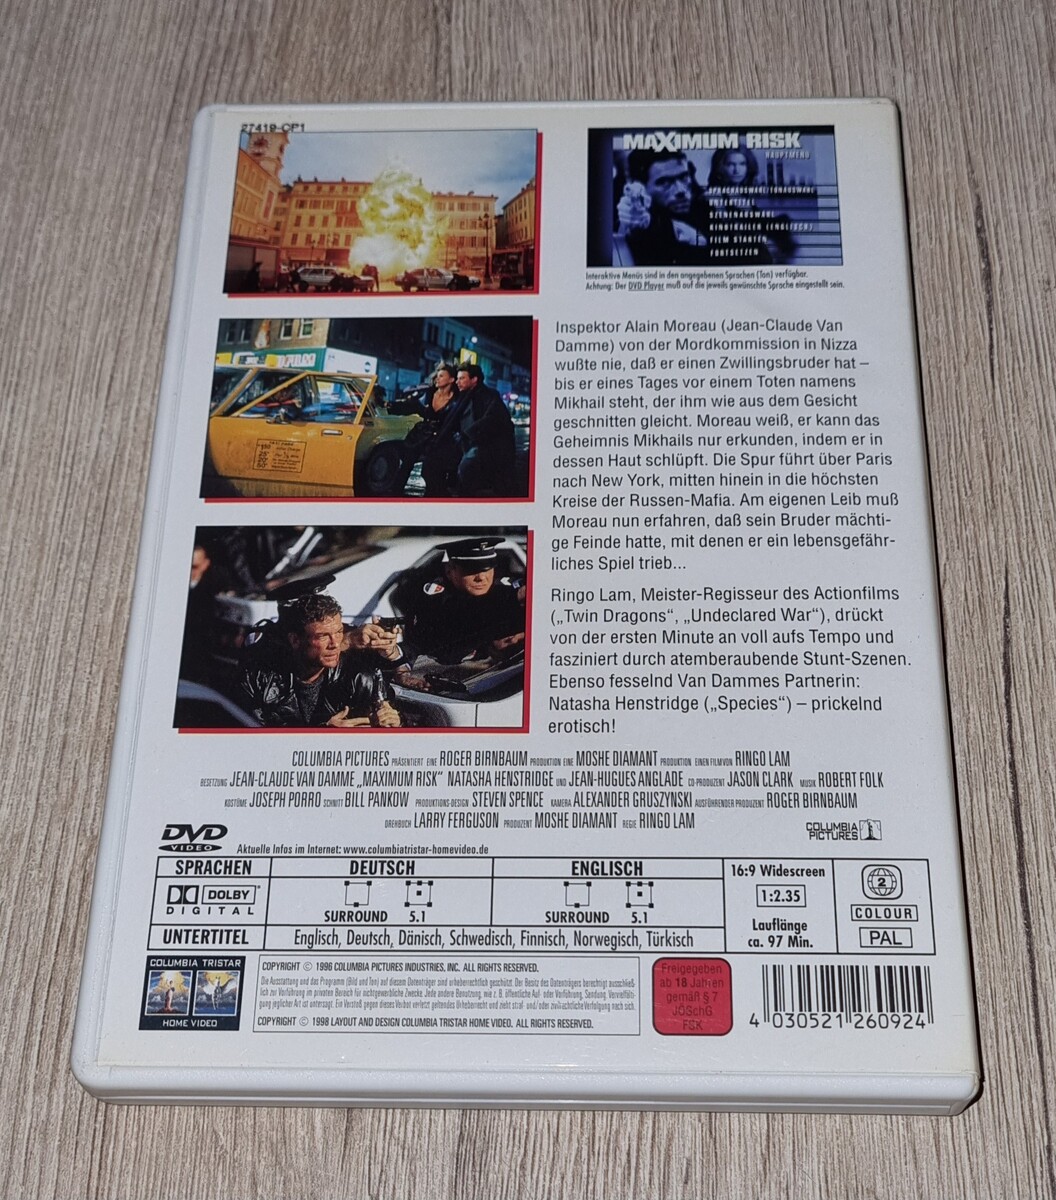 27419-CP1
MAXIMUM RISK
HAUPTMENÜ
SPRACHAUSWAHL/TONAUSWAHL
UNTERTITEL
SZENENAUSWAHL
KINOTRAILER (ENGLISCH)
FILM STARTEN
FORTSETZEN
Interaktive Menüs sind in den angegebenen Sprachen (Ton) verfügbar.
Achtung: Der DVD Player muß auf die jeweils gewünschte Sprache eingestellt sein.
Inspektor Alain Moreau (Jean-Claude Van
Damme) von der Mordkommission in Nizza
wußte nie, daß er einen Zwillingsbruder hat –
bis er eines Tages vor einem Toten namens
Mikhail steht, der ihm wie aus dem Gesicht
geschnitten gleicht. Moreau weiß, er kann das
Geheimnis Mikhails nur erkunden, indem er in
dessen Haut schlüpft. Die Spur führt über Paris
nach New York, mitten hinein in die höchsten
Kreise der Russen-Mafia. Am eigenen Leib muß
Moreau nun erfahren, daß sein Bruder mächti-
ge Feinde hatte, mit denen er ein lebensgefähr-
liches Spiel trieb...
Ringo Lam, Meister-Regisseur des Actionfilms
(„Twin Dragons“, „Undeclared War“), drückt
von der ersten Minute an voll aufs Tempo und
fasziniert durch atemberaubende Stunt-Szenen.
Ebenso fesselnd Van Dammes Partnerin:
Natasha Henstridge („Species“) – prickelnd
erotisch!
COLUMBIA PICTURES PRÄSENTIERT EINE ROGER BIRNBAUM PRODUKTION EINE MOSHE DIAMANT PRODUKTION EINEN FILM VON RINGO LAM
BESETZUNG JEAN-CLAUDE VAN DAMME „MAXIMUM RISK“ NATASHA HENSTRIDGE UND JEAN-HUGUES ANGLADE CO-PRODUZENT JASON CLARK MUSIK ROBERT FOLK
KOSTÜME JOSEPH PORRO SCHNITT BILL PANKOW PRODUKTIONS-DESIGN STEVEN SPENCE KAMERA ALEXANDER GRUSZYNSKI AUSFÜHRENDER PRODUZENT ROGER BIRNBAUM
DREHBUCH LARRY FERGUSON PRODUZENT MOSHE DIAMANT REGIE RINGO LAM
COLUMBIA
PICTURES
DVD
VIDEO
Aktuelle Infos im Internet: www.columbiatristar-homevideo.de
SPRACHEN DEUTSCH ENGLISCH
DOLBY
DIGITAL
SURROUND 5.1 SURROUND 5.1
UNTERTITEL Englisch, Deutsch, Dänisch, Schwedisch, Finnisch, Norwegisch, Türkisch
16:9 Widescreen
1:2.35
Lauflänge
ca. 97 Min.
2
COLOUR
PAL
COLUMBIA TRISTAR
HOME VIDEO
COPYRIGHT © 1996 COLUMBIA PICTURES INDUSTRIES, INC. ALL RIGHTS RESERVED.
COPYRIGHT © 1998 LAYOUT AND DESIGN COLUMBIA TRISTAR HOME VIDEO. ALL RIGHTS RESERVED.
Freigegeben
ab 18 Jahren
gemäß § 7
JÖSchG
FSK
4 030521 260924